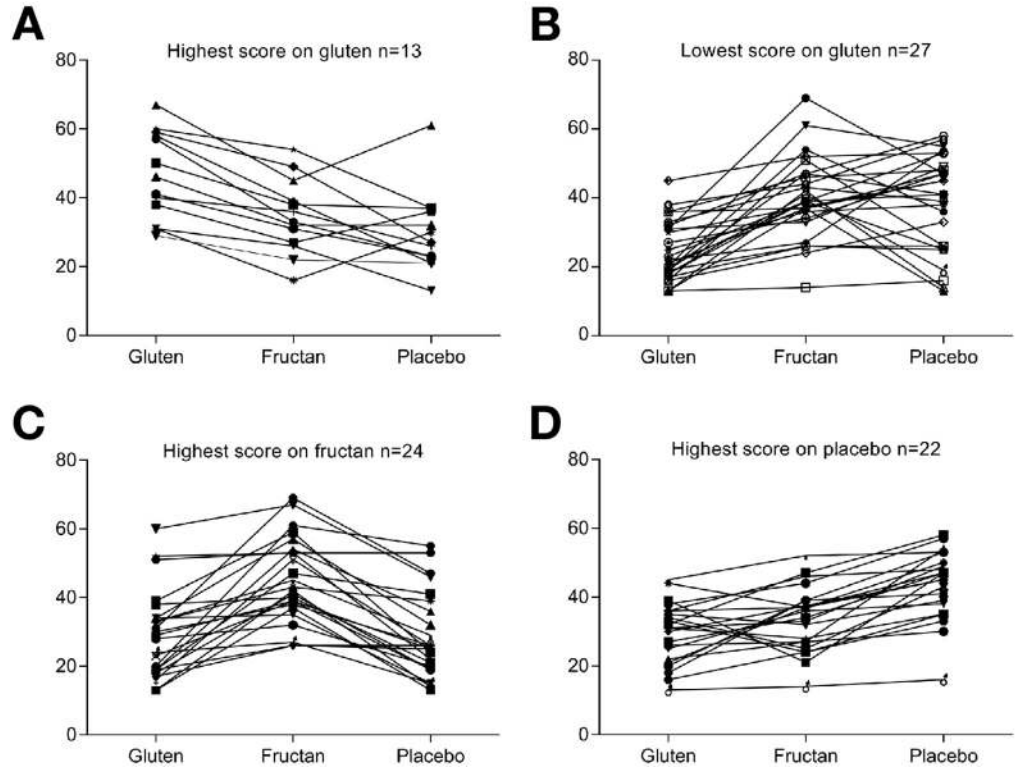 A
Highest score on gluten n=13
80
60
40
20
0
Gluten Fructan Placebo
B
Lowest score on gluten n=27
80
60
40
20
0
Gluten Fructan Placebo
C
Highest score on fructan n=24
80
60
40
20
0
Gluten Fructan Placebo
D
Highest score on placebo n=22
80
60
40
20
0
Gluten Fructan Placebo